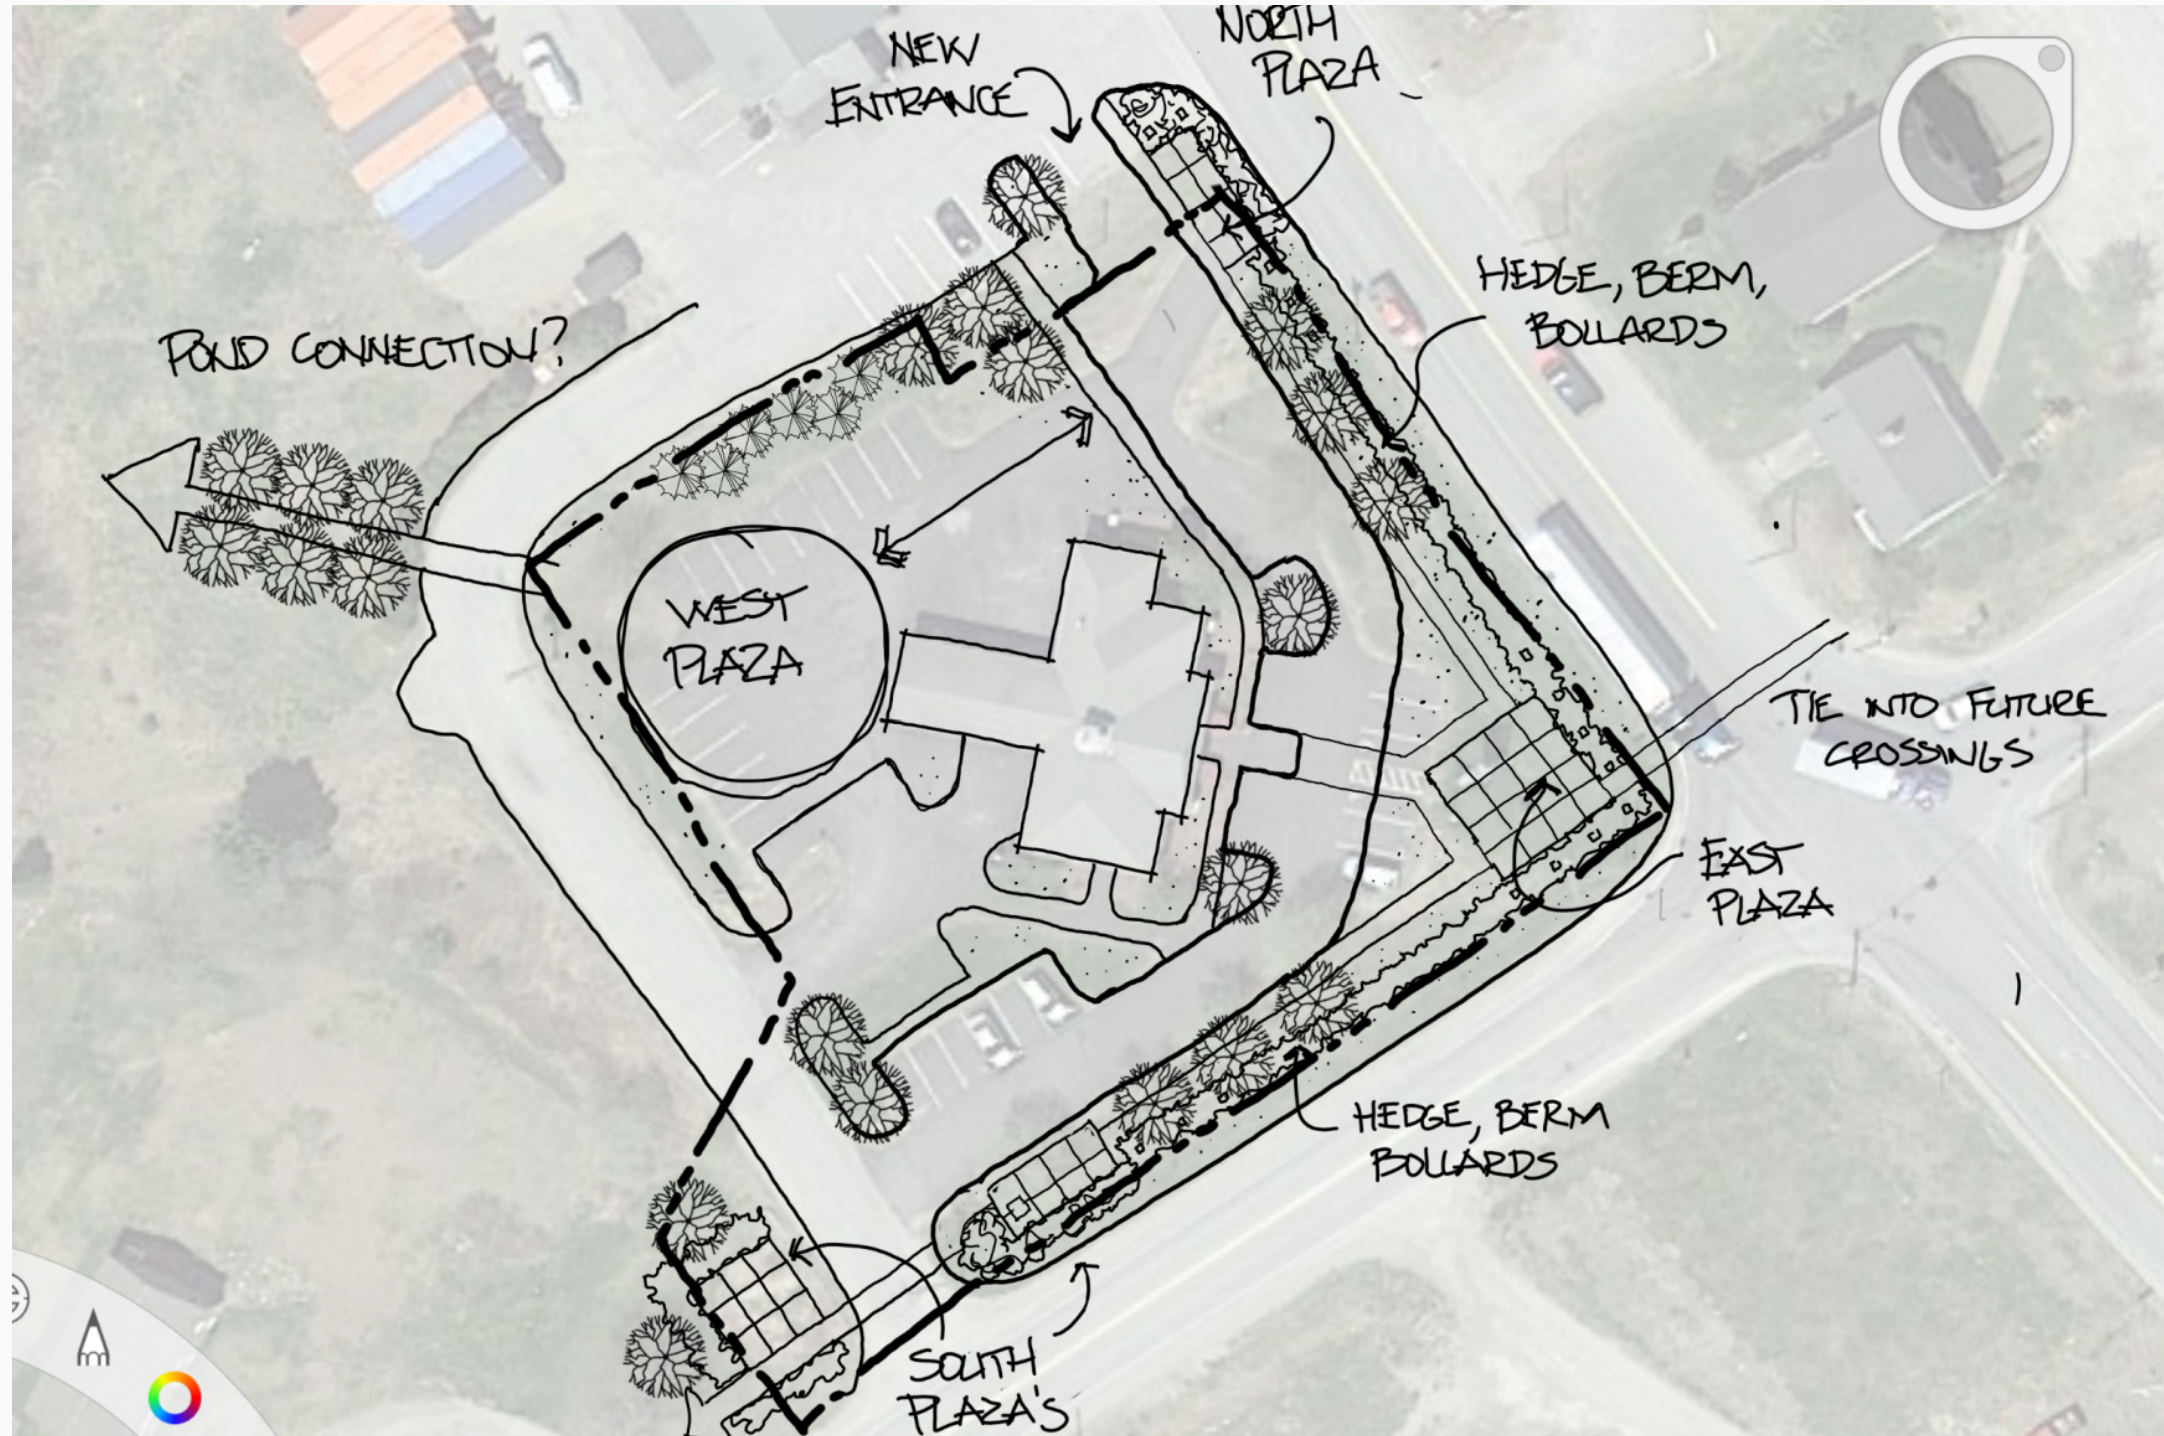 NEW
ENTRANCE
NORTH
PLAZA
HEDGE, BERM,
BOLLARDS
POND CONNECTION?
WEST
PLAZA
TIE INTO FUTURE
CROSSINGS
EAST
PLAZA
HEDGE, BERM
BOLLARDS
SOUTH
PLAZA'S